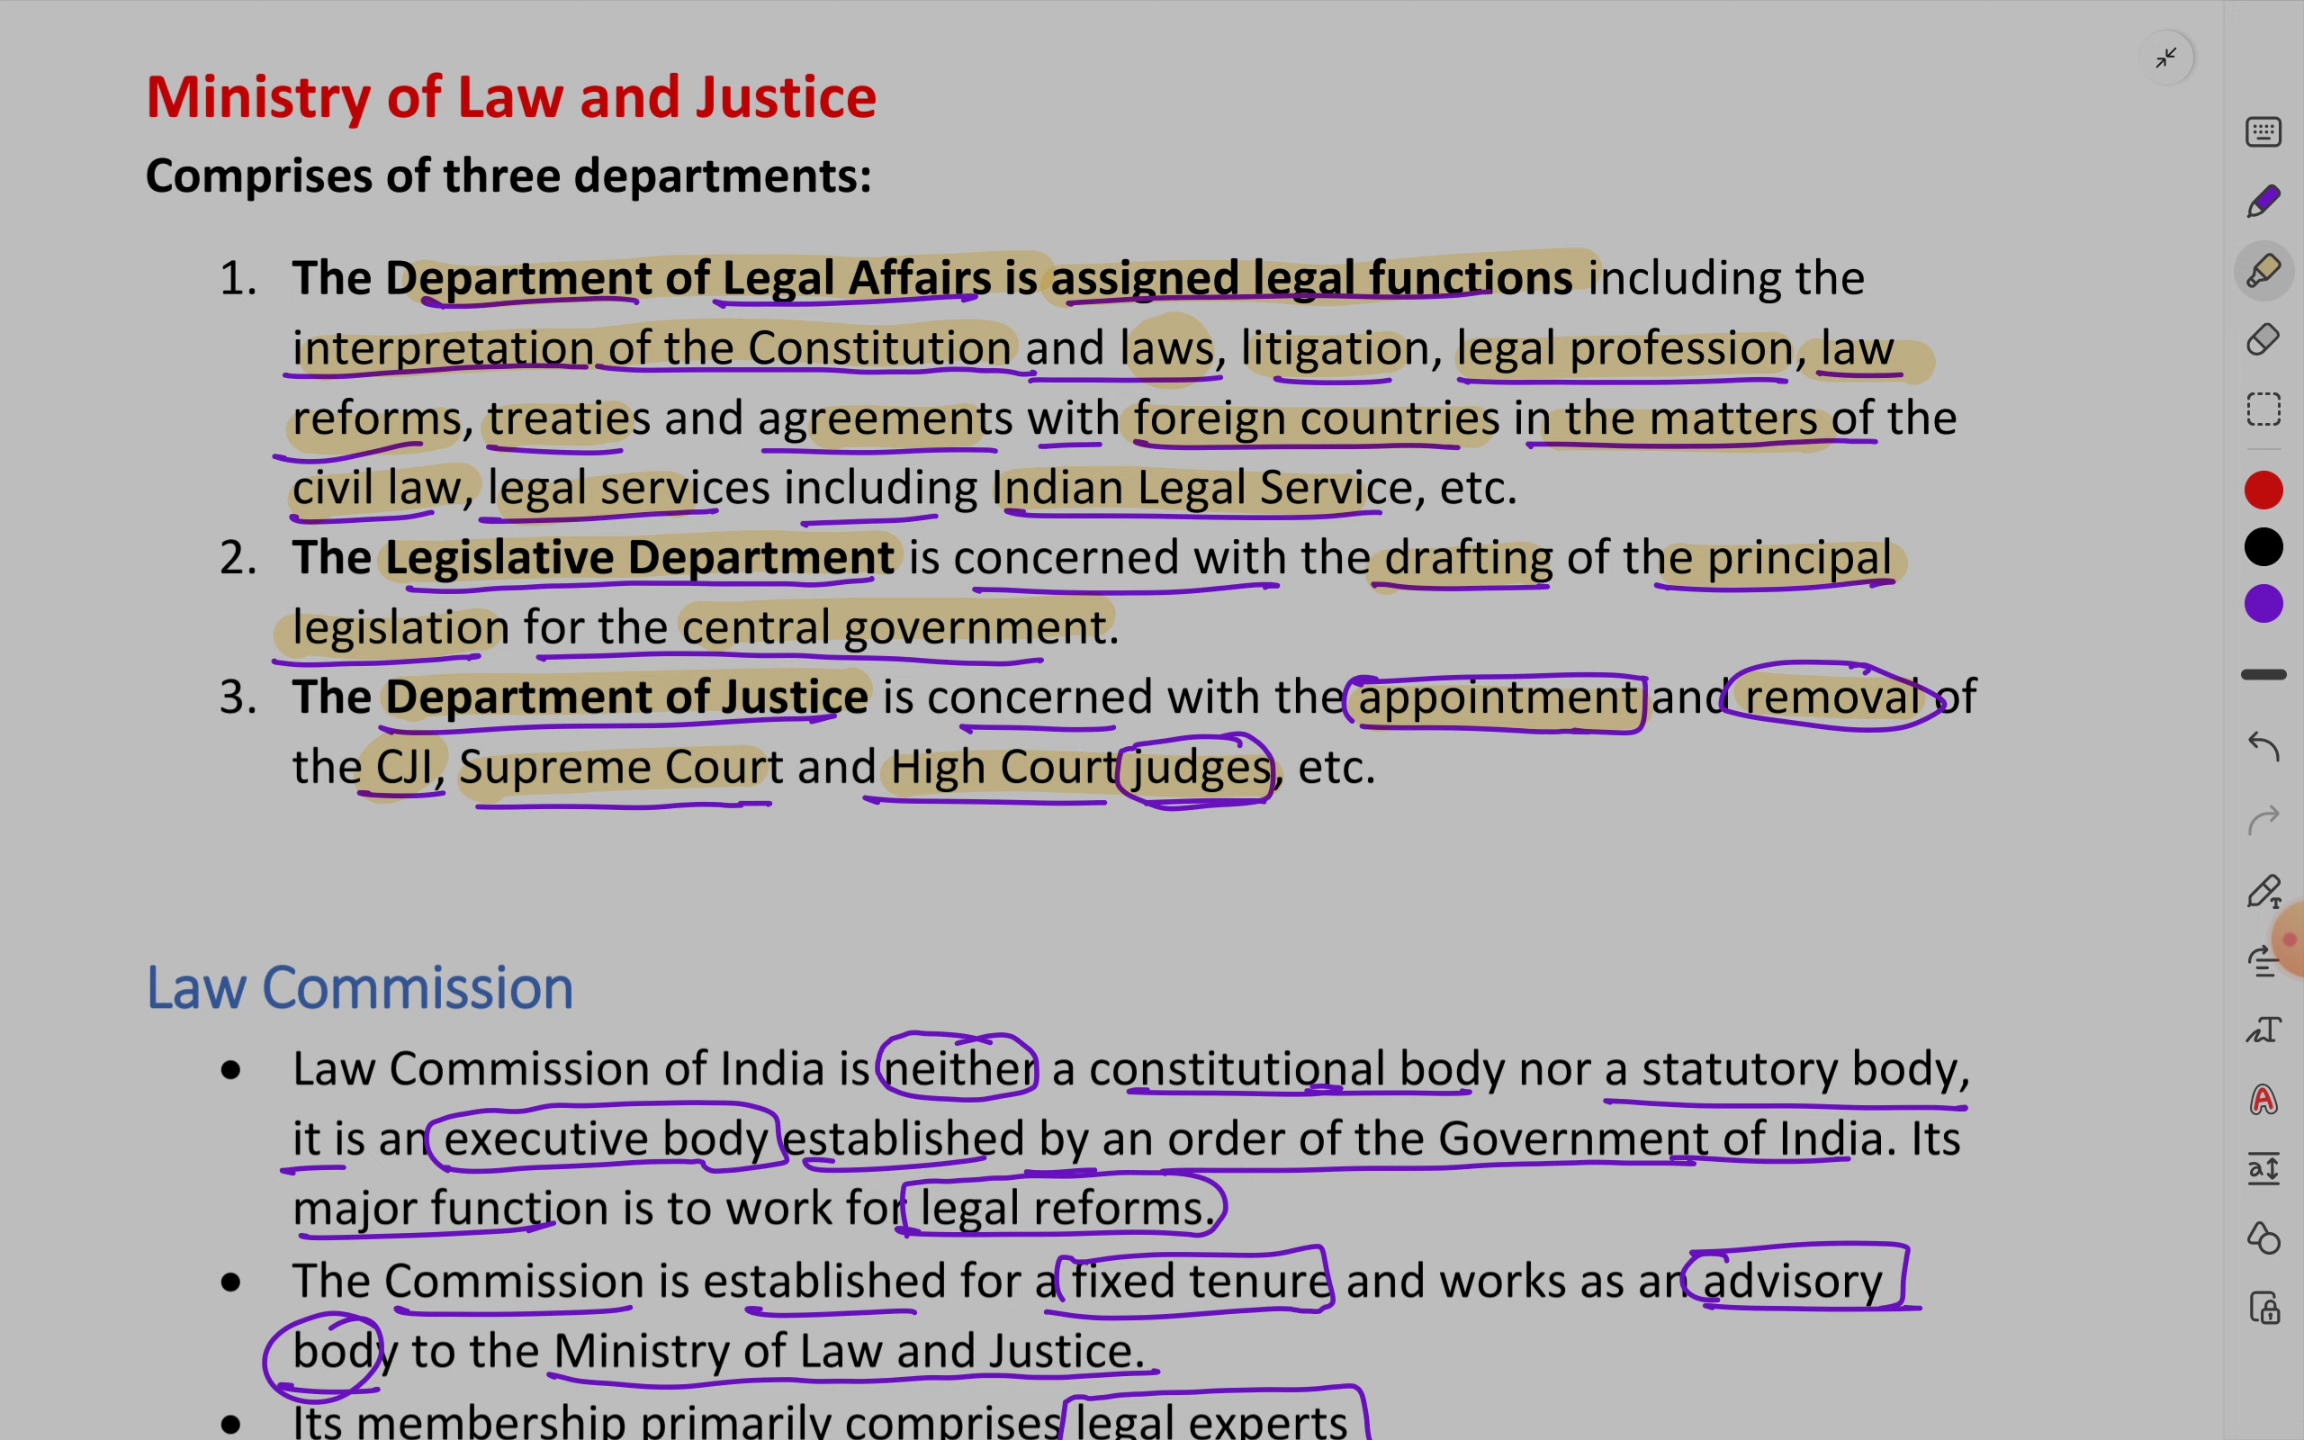 Ministry of Law and Justice
Comprises of three departments:
1. The Department of Legal Affairs is assigned legal functions including the
interpretation of the Constitution and laws, litigation, legal profession, law
reforms, treaties and agreements with foreign countries in the matters of the
civil law, legal services including Indian Legal Service, etc.
2. The Legislative Department is concerned with the drafting of the principal
legislation for the central government.
3. The Department of Justice is concerned with the appointment and removal of
the CJI, Supreme Court and High Court judges, etc.
Law Commission
• Law Commission of India is neither a constitutional body nor a statutory body,
it is an executive body established by an order of the Government of India. Its
major function is to work for legal reforms.
• The Commission is established for a fixed tenure and works as an advisory
body to the Ministry of Law and Justice.
• Its membership primarily comprises legal experts